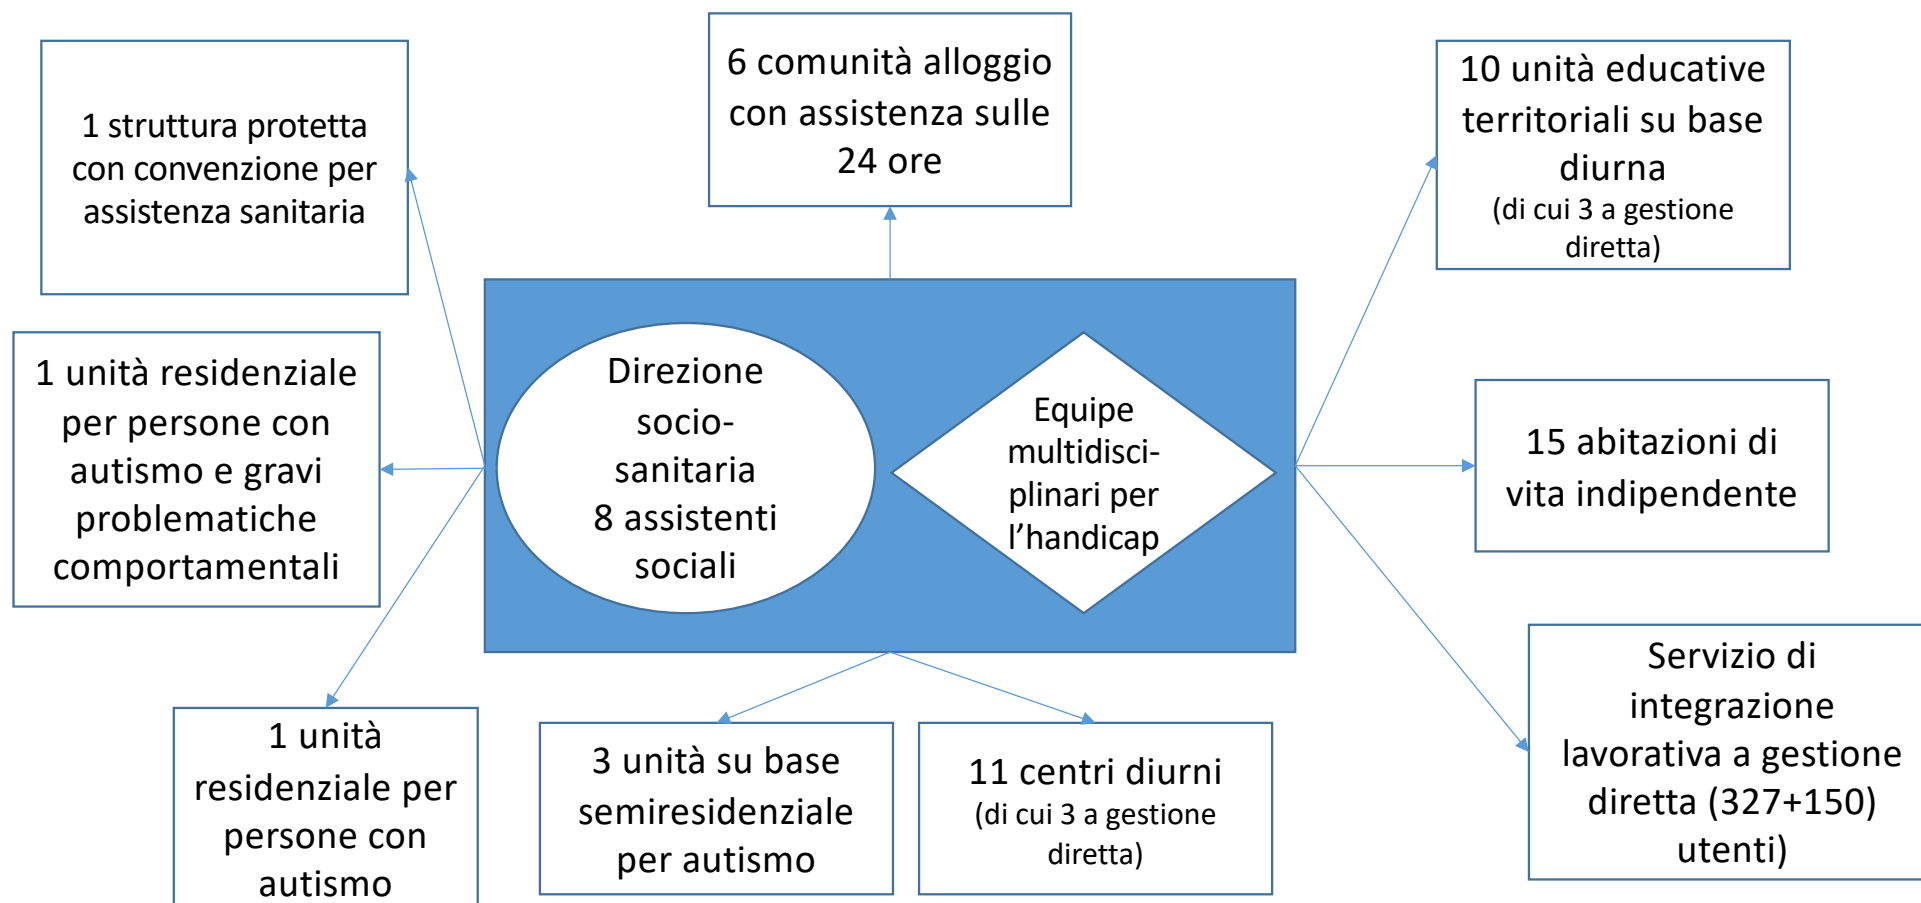 1 struttura protetta
con convenzione per
assistenza sanitaria
6 comunità alloggio
con assistenza sulle
24 ore
10 unità educative
territoriali su base
diurna
(di cui 3 a gestione
diretta)
1 unità residenziale
per persone con
autismo e gravi
problematiche
comportamentali
Direzione
socio-
sanitaria
8 assistenti
sociali
Equipe
multidisci-
plinari per
l’handicap
15 abitazioni di
vita indipendente
1 unità
residenziale per
persone con
autismo
3 unità su base
semiresidenziale
per autismo
11 centri diurni
(di cui 3 a gestione
diretta)
Servizio di
integrazione
lavorativa a gestione
diretta (327+150)
utenti)